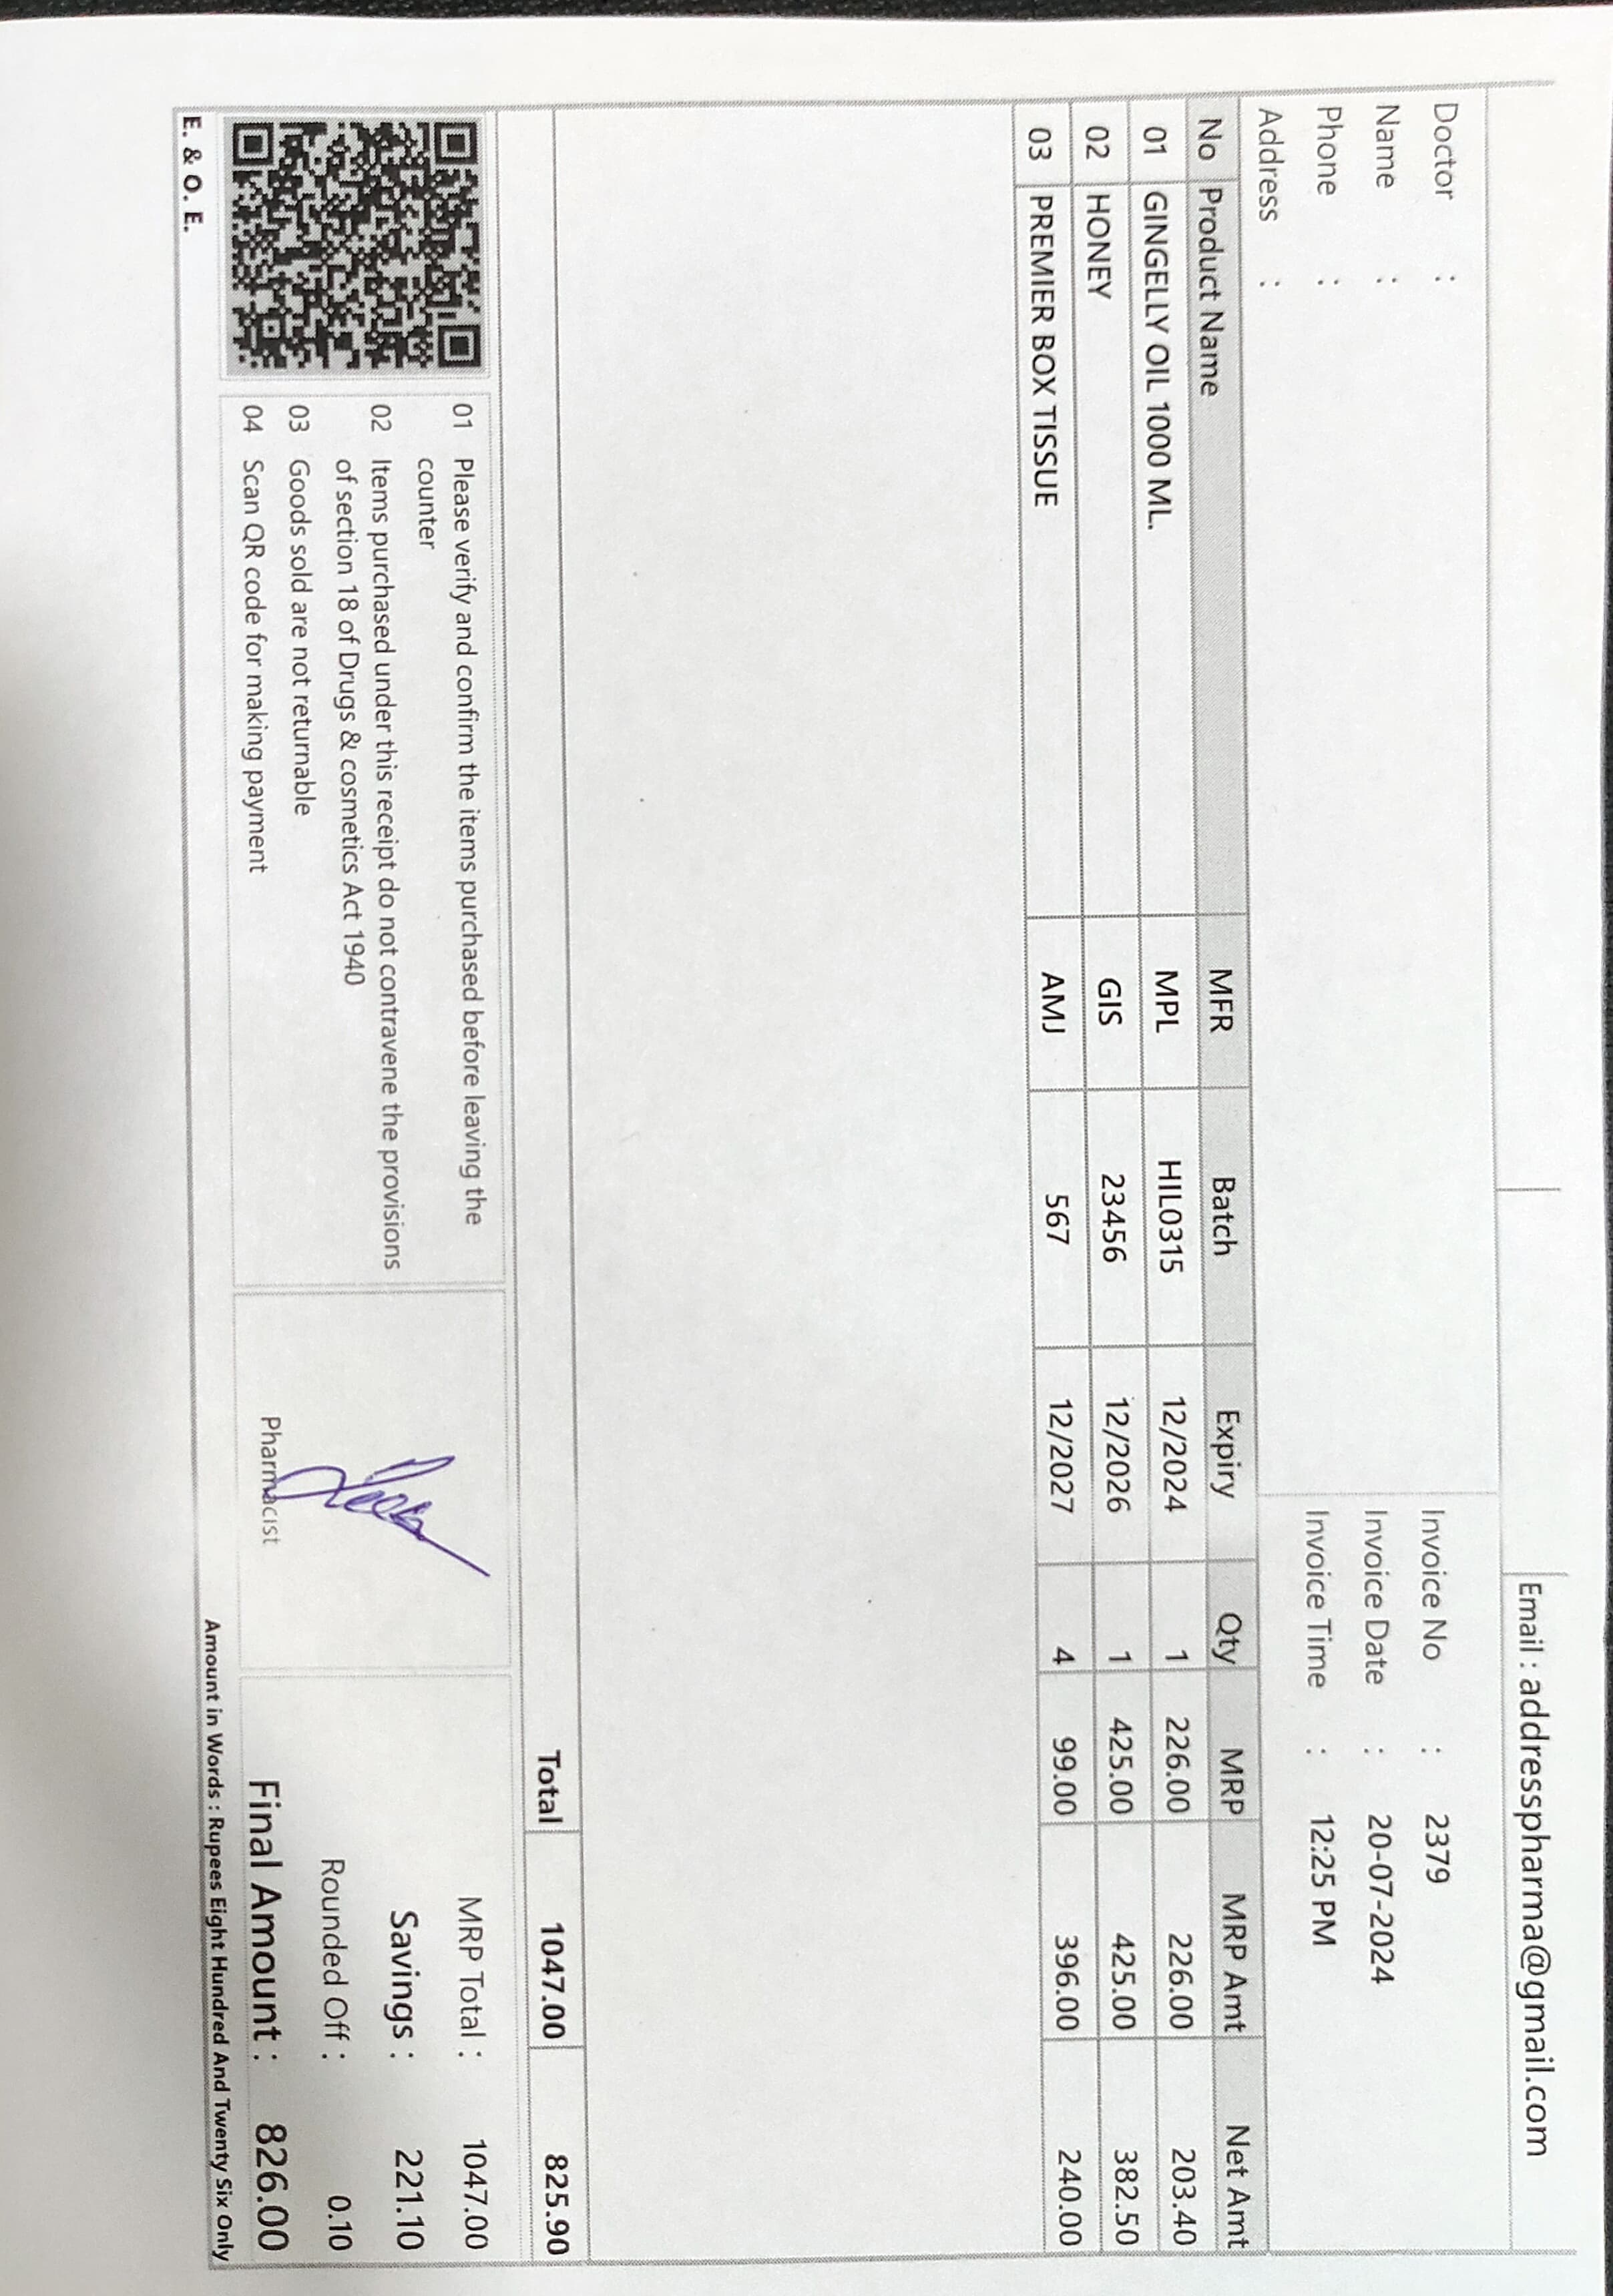 Email : addresspharma@gmail.com
Doctor :
Name :
Phone :
Address :
Invoice No : 2379
Invoice Date : 20-07-2024
Invoice Time : 12:25 PM
No Product Name MFR Batch Expiry Qty MRP MRP Amt Net Amt
01 GINGELLY OIL 1000 ML. MPL HIL0315 12/2024 1 226.00 226.00 203.40
02 HONEY GIS 23456 12/2026 1 425.00 425.00 382.50
03 PREMIER BOX TISSUE AMJ 567 12/2027 4 99.00 396.00 240.00
Total 1047.00 825.90
01 Please verify and confirm the items purchased before leaving the
counter
02 Items purchased under this receipt do not contravene the provisions
of section 18 of Drugs & cosmetics Act 1940
03 Goods sold are not returnable
04 Scan QR code for making payment
Pharmacist
MRP Total : 1047.00
Savings : 221.10
Rounded Off : 0.10
Final Amount : 826.00
Amount in Words : Rupees Eight Hundred And Twenty Six Only
E. & O. E.